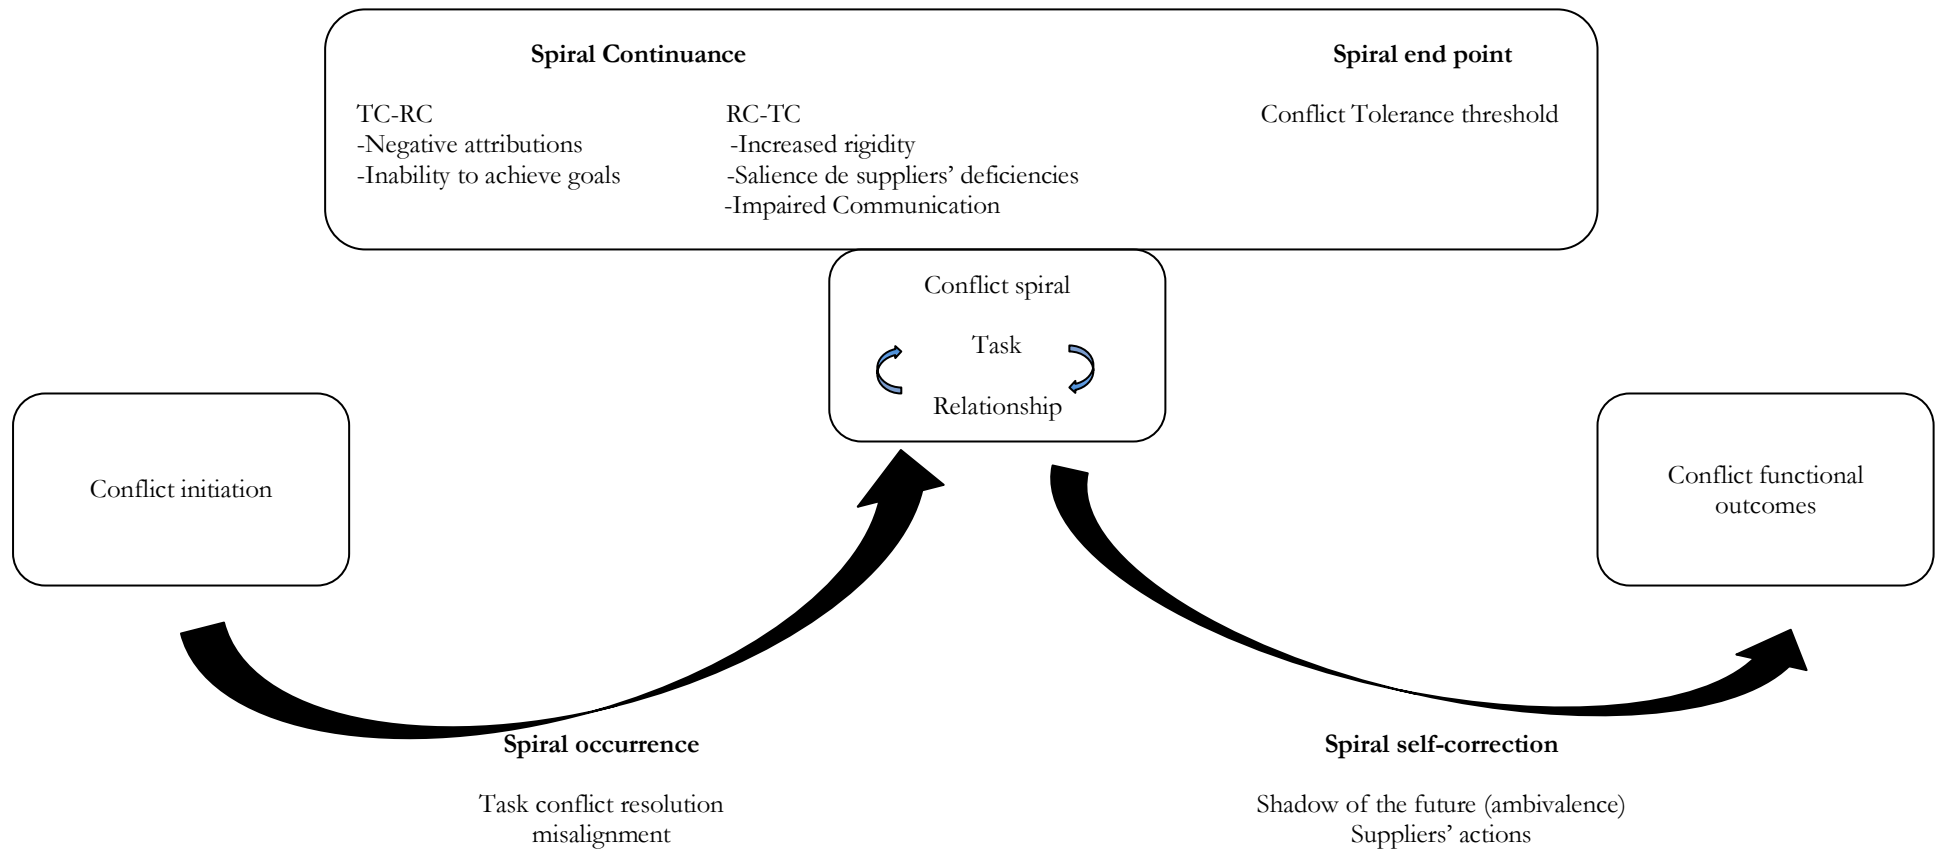 Spiral Continuance
Spiral end point
TC-RC
-Negative attributions
-Inability to achieve goals
RC-TC
-Increased rigidity
-Salience de suppliers’ deficiencies
-Impaired Communication
Conflict Tolerance threshold
Conflict spiral
Task
Relationship
Conflict initiation
Conflict functional
outcomes
Spiral occurrence
Task conflict resolution
misalignment
Spiral self-correction
Shadow of the future (ambivalence)
Suppliers’ actions